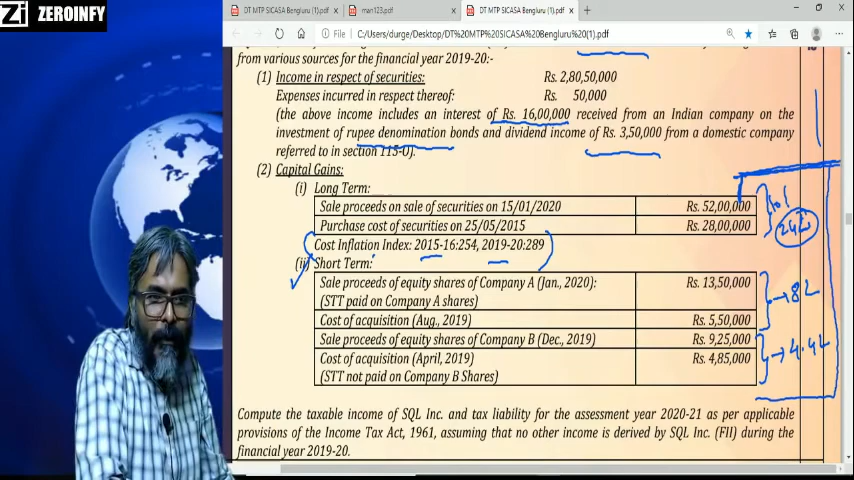 Zi ZEROINFY
DT MTP SICASA Bengluru (1).pdf
man123.pdf
DT MTP SICASA Bengluru (1).pdf
File | C:/Users/durge/Desktop/DT%20MTP%20SICASA%20Bengluru%20(1).pdf
from various sources for the financial year 2019-20:-
(1) Income in respect of securities: Rs. 2,80,50,000
Expenses incurred in respect thereof: Rs. 50,000
(the above income includes an interest of Rs. 16,00,000 received from an Indian company on the
investment of rupee denomination bonds and dividend income of Rs. 3,50,000 from a domestic company
referred to in section 115-O).
(2) Capital Gains:
(i) Long Term:
Sale proceeds on sale of securities on 15/01/2020 Rs. 52,00,000
Purchase cost of securities on 25/05/2015 Rs. 28,00,000
24L
Cost Inflation Index: 2015-16:254, 2019-20:289
(ii) Short Term:
Sale proceeds of equity shares of Company A (Jan., 2020): Rs. 13,50,000
(STT paid on Company A shares)
8L
Cost of acquisition (Aug., 2019) Rs. 5,50,000
Sale proceeds of equity shares of Company B (Dec., 2019) Rs. 9,25,000
4.4L
Cost of acquisition (April, 2019) Rs. 4,85,000
(STT not paid on Company B Shares)
Compute the taxable income of SQL Inc. and tax liability for the assessment year 2020-21 as per applicable
provisions of the Income Tax Act, 1961, assuming that no other income is derived by SQL Inc. (FII) during the
financial year 2019-20.